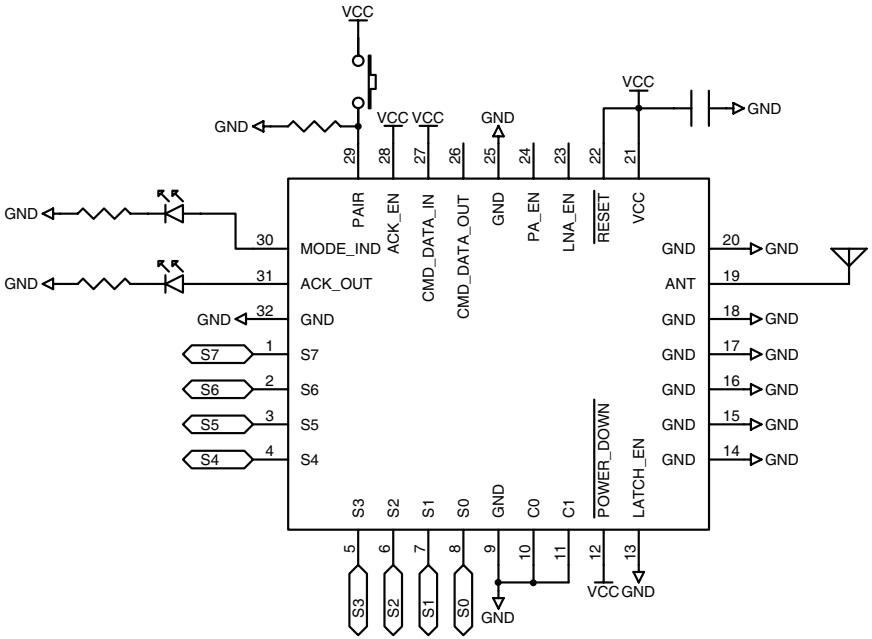 VCC
GND
VCC
VCC
GND
VCC
GND
29
28
27
26
25
24
23
22
21
PAIR
ACK_EN
CMD_DATA_IN
CMD_DATA_OUT
GND
PA_EN
LNA_EN
RESET
VCC
GND
30
MODE_IND
GND
20
GND
GND
31
ACK_OUT
ANT
19
GND
32
GND
GND
18
GND
S7
1
S7
GND
17
GND
S6
2
S6
GND
16
GND
S5
3
S5
GND
15
GND
S4
4
S4
GND
14
GND
S3
S2
S1
S0
GND
C0
C1
POWER_DOWN
LATCH_EN
5
6
7
8
9
10
11
12
13
S3
S2
S1
S0
GND
VCC
GND